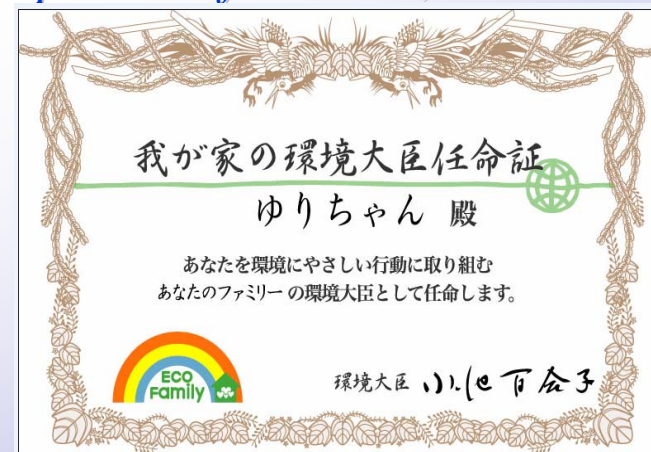 我が家の環境大臣任命証
ゆりちゃん 殿
あなたを環境にやさしい行動に取り組む
あなたのファミリーの環境大臣として任命します。
ECO
Family
環境大臣 小池百合子